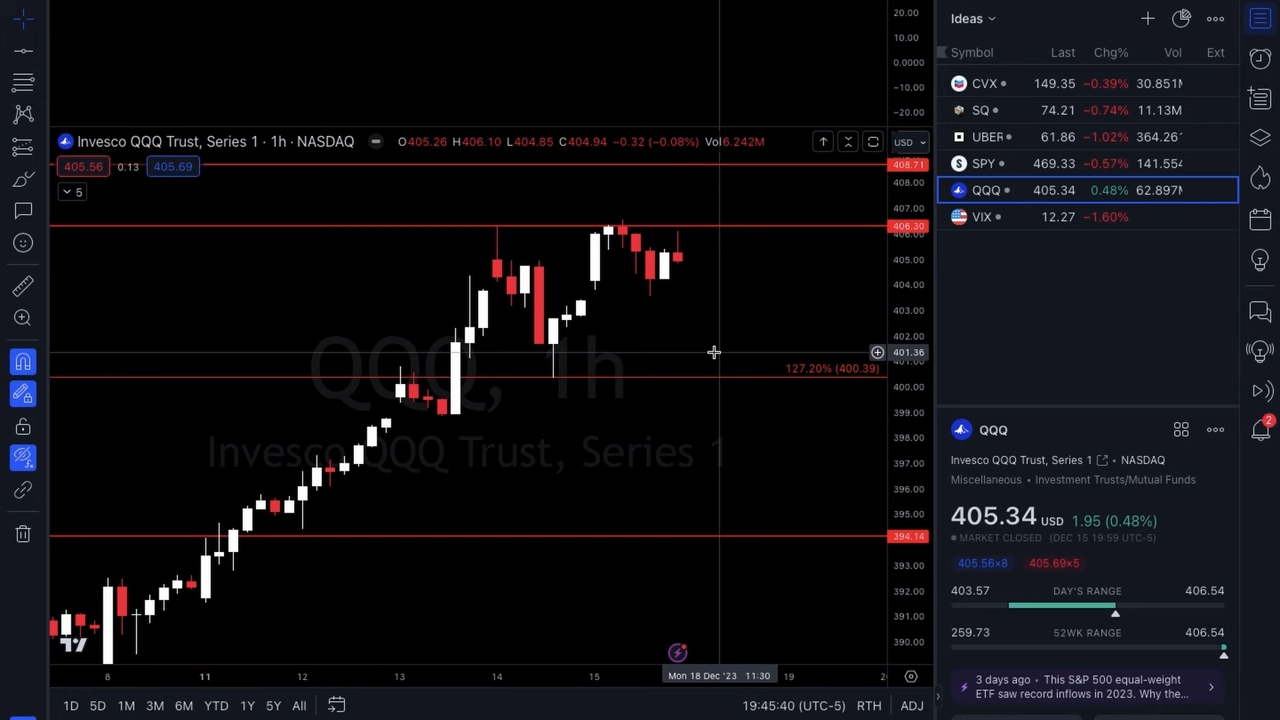 20.00
10.00
0.0000
−10.00
−20.00
Invesco QQQ Trust, Series 1 · 1h · NASDAQ
O405.26 H406.10 L404.85 C404.94 −0.32 (−0.08%) Vol6.242M
USD
405.56 0.13 405.69
5
408.71
408.00
407.00
406.30
406.00
405.00
404.00
403.00
402.00
401.36
401.00
127.20% (400.39)
400.00
399.00
398.00
397.00
396.00
395.00
394.14
393.00
392.00
391.00
390.00
QQQ, 1h
Invesco QQQ Trust, Series 1
8 11 12 13 14 15 Mon 18 Dec '23 11:30 19
1D 5D 1M 3M 6M YTD 1Y 5Y All
19:45:40 (UTC-5) RTH ADJ
Ideas
Symbol Last Chg% Vol Ext
CVX 149.35 −0.39% 30.851M
SQ 74.21 −0.74% 11.13M
UBER 61.86 −1.02% 364.26
SPY 469.33 −0.57% 141.554
QQQ 405.34 0.48% 62.897M
VIX 12.27 −1.60%
QQQ
Invesco QQQ Trust, Series 1 • NASDAQ
Miscellaneous • Investment Trusts/Mutual Funds
405.34 USD 1.95 (0.48%)
MARKET CLOSED (DEC 15 19:59 UTC-5)
405.56×8 405.69×5
403.57 DAY'S RANGE 406.54
259.73 52WK RANGE 406.54
3 days ago • This S&P 500 equal-weight
ETF saw record inflows in 2023. Why the...
2